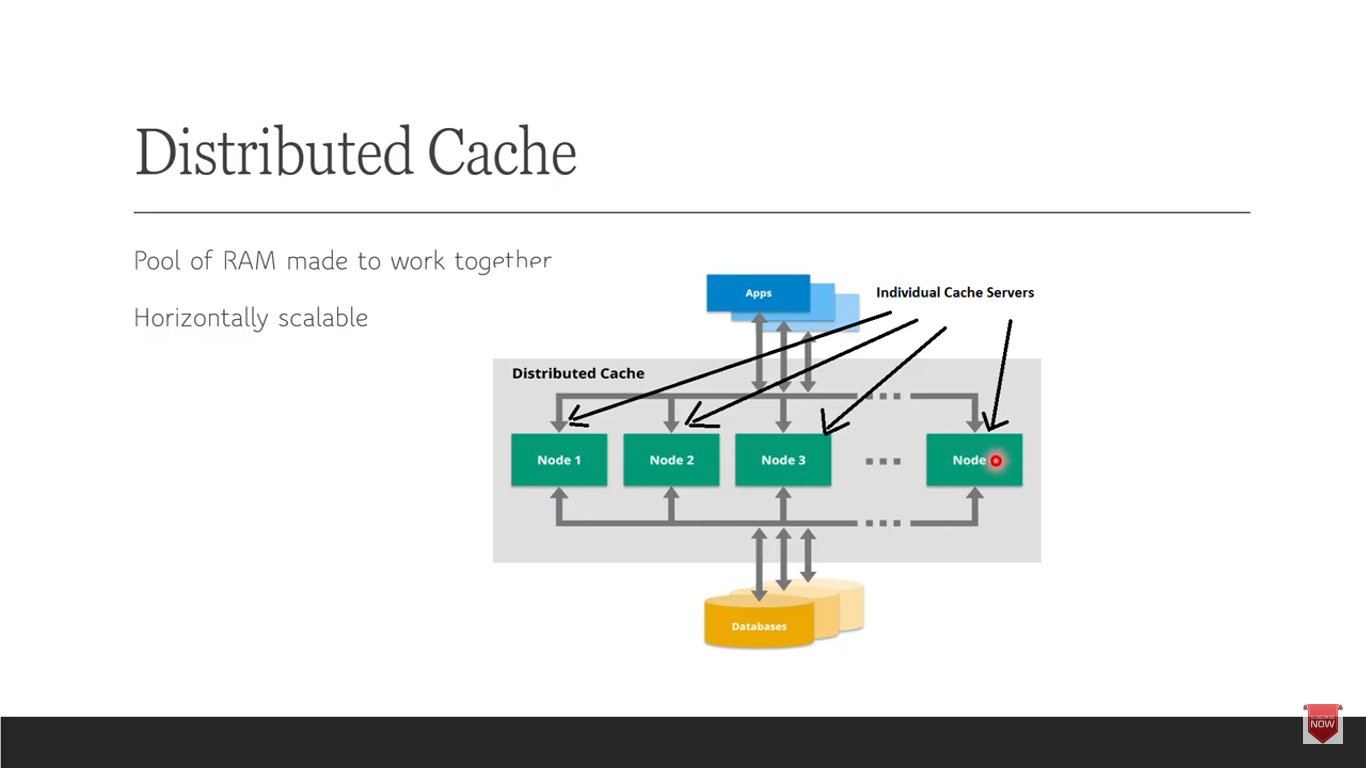 Distributed Cache
Pool of RAM made to work together
Horizontally scalable
Apps
Individual Cache Servers
Distributed Cache
Node 1
Node 2
Node 3
Node
Databases
NOW